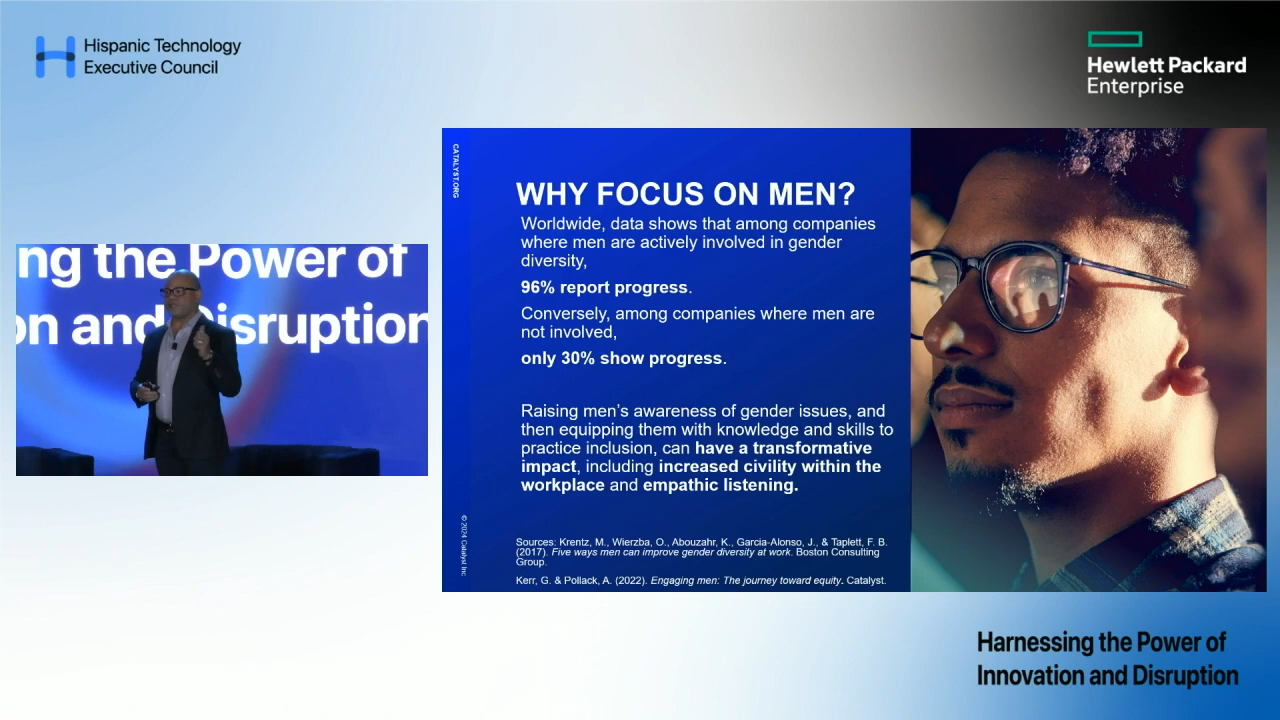 Hispanic Technology
Executive Council
Hewlett Packard
Enterprise
ng the Power of
on and Disruption
CATALYST.ORG
WHY FOCUS ON MEN?
Worldwide, data shows that among companies
where men are actively involved in gender
diversity,
96% report progress.
Conversely, among companies where men are
not involved,
only 30% show progress.
Raising men’s awareness of gender issues, and
then equipping them with knowledge and skills to
practice inclusion, can have a transformative
impact, including increased civility within the
workplace and empathic listening.
Sources: Krentz, M., Wierzba, O., Abouzahr, K., Garcia-Alonso, J., & Taplett, F. B.
(2017). Five ways men can improve gender diversity at work. Boston Consulting
Group.
Kerr, G. & Pollack, A. (2022). Engaging men: The journey toward equity. Catalyst.
© 2024 Catalyst Inc
Harnessing the Power of
Innovation and Disruption